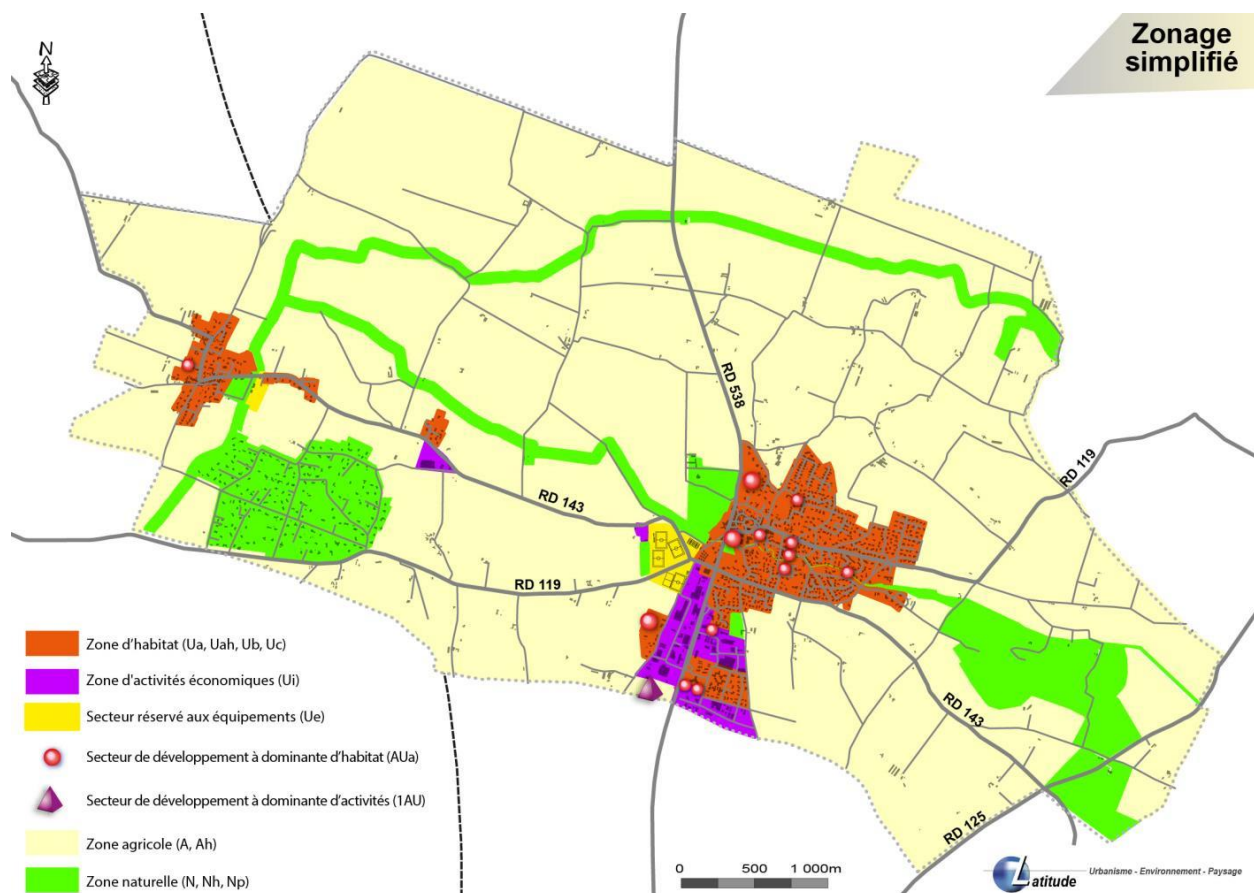 Zonage
simplifié
N
RD 538
RD 119
RD 143
RD 119
RD 143
RD 125
Zone d'habitat (Ua, Uah, Ub, Uc)
Zone d'activités économiques (Ui)
Secteur réservé aux équipements (Ue)
Secteur de développement à dominante d'habitat (AUa)
Secteur de développement à dominante d'activités (1AU)
Zone agricole (A, Ah)
Zone naturelle (N, Nh, Np)
0 500 1 000m
Latitude Urbanisme - Environnement - Paysage